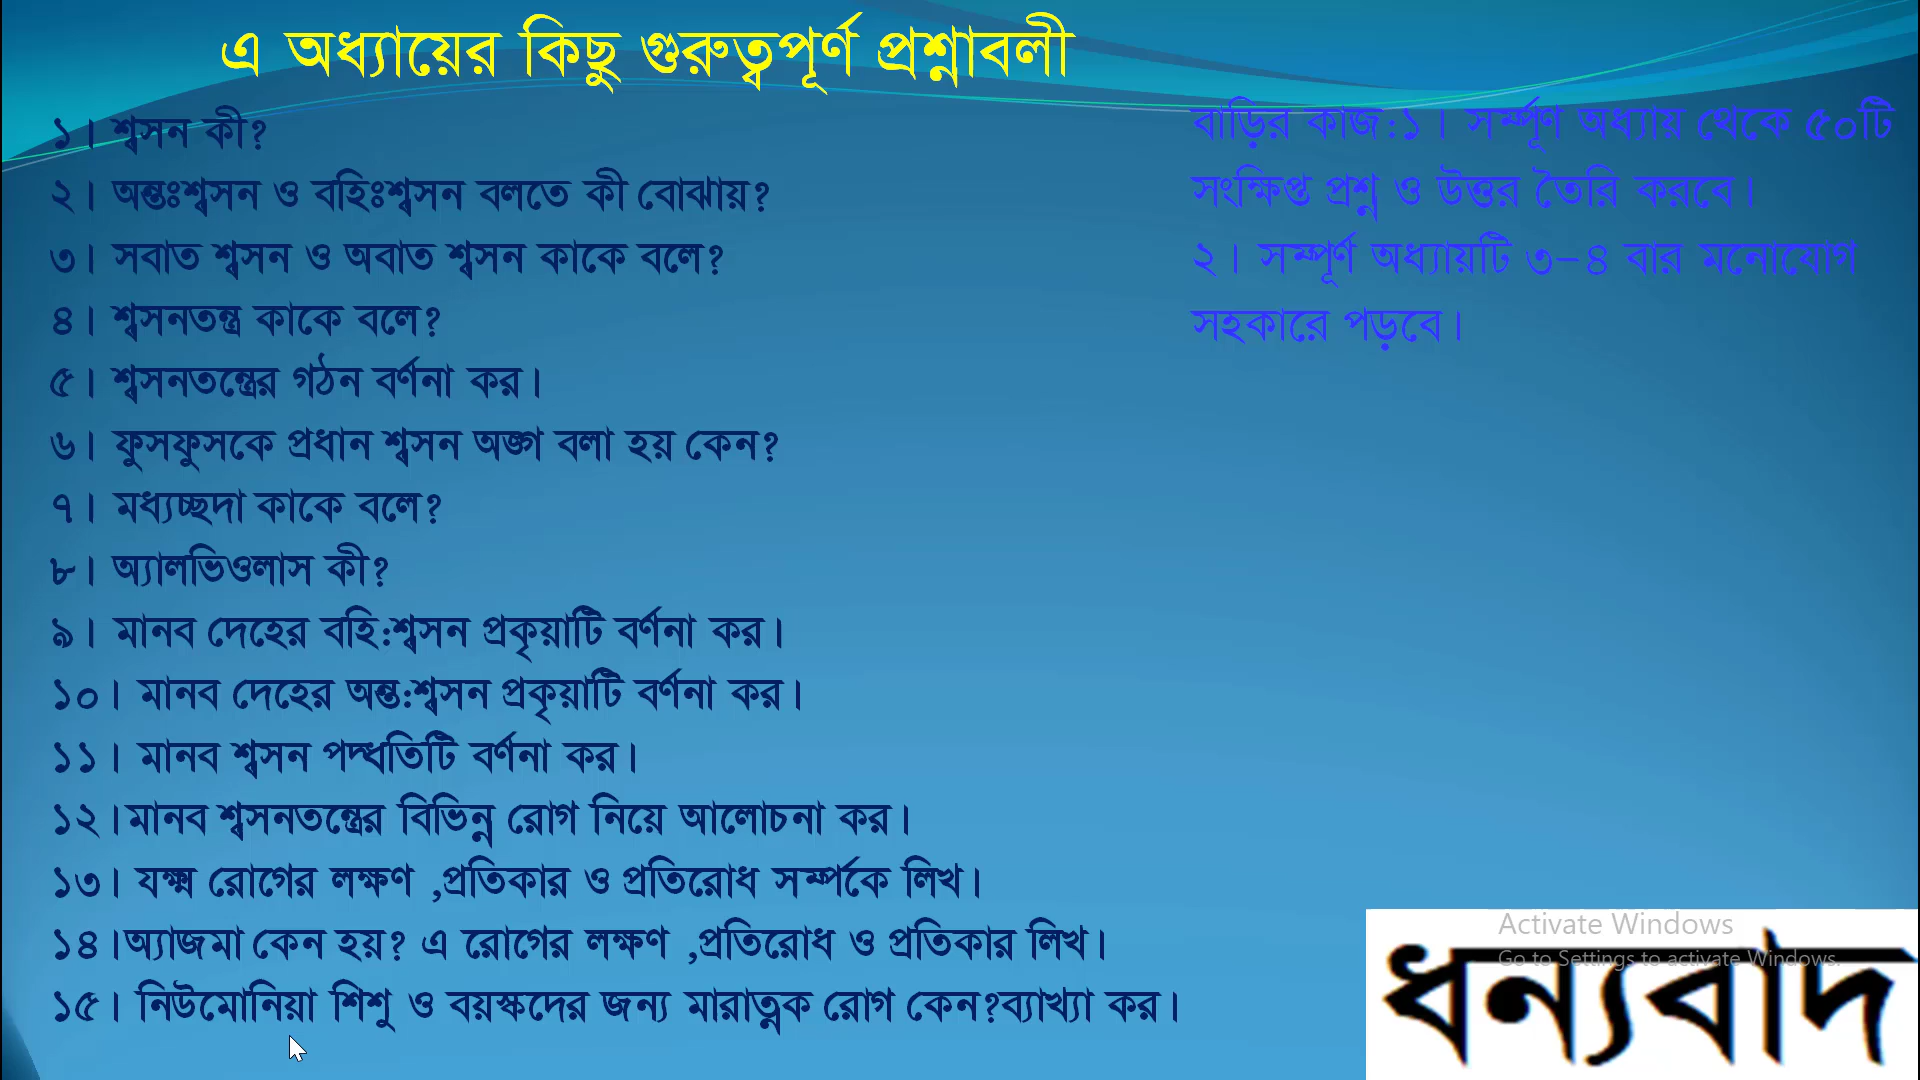 এ অধ্যায়ের কিছু গুরুত্বপূর্ণ প্রশ্নাবলী
১। শ্বসন কী?
২। অন্তঃশ্বসন ও বহিঃশ্বসন বলতে কী বোঝায়?
৩। সবাত শ্বসন ও অবাত শ্বসন কাকে বলে?
৪। শ্বসনতন্ত্র কাকে বলে?
৫। শ্বসনতন্ত্রের গঠন বর্ণনা কর।
৬। ফুসফুসকে প্রধান শ্বসন অঙ্গ বলা হয় কেন?
৭। মধ্যচ্ছদা কাকে বলে?
৮। অ্যালভিওলাস কী?
৯। মানব দেহের বহি:শ্বসন প্রকৃয়াটি বর্ণনা কর।
১০। মানব দেহের অন্ত:শ্বসন প্রকৃয়াটি বর্ণনা কর।
১১। মানব শ্বসন পদ্ধতিটি বর্ণনা কর।
১২।মানব শ্বসনতন্ত্রের বিভিন্ন রোগ নিয়ে আলোচনা কর।
১৩। যক্ষ্ম রোগের লক্ষণ ,প্রতিকার ও প্রতিরোধ সম্পর্কে লিখ।
১৪।অ্যাজমা কেন হয়? এ রোগের লক্ষণ ,প্রতিরোধ ও প্রতিকার লিখ।
১৫। নিউমোনিয়া শিশু ও বয়স্কদের জন্য মারাত্নক রোগ কেন?ব্যাখ্যা কর।
বাড়ির কাজ:১। সম্পূর্ণ অধ্যায় থেকে ৫০টি
সংক্ষিপ্ত প্রশ্ন ও উত্তর তৈরি করবে।
২। সম্পূর্ণ অধ্যায়টি ৩-৪ বার মনোযোগ
সহকারে পড়বে।
Activate Windows
Go to Settings to activate Windows.
ধন্যবাদ